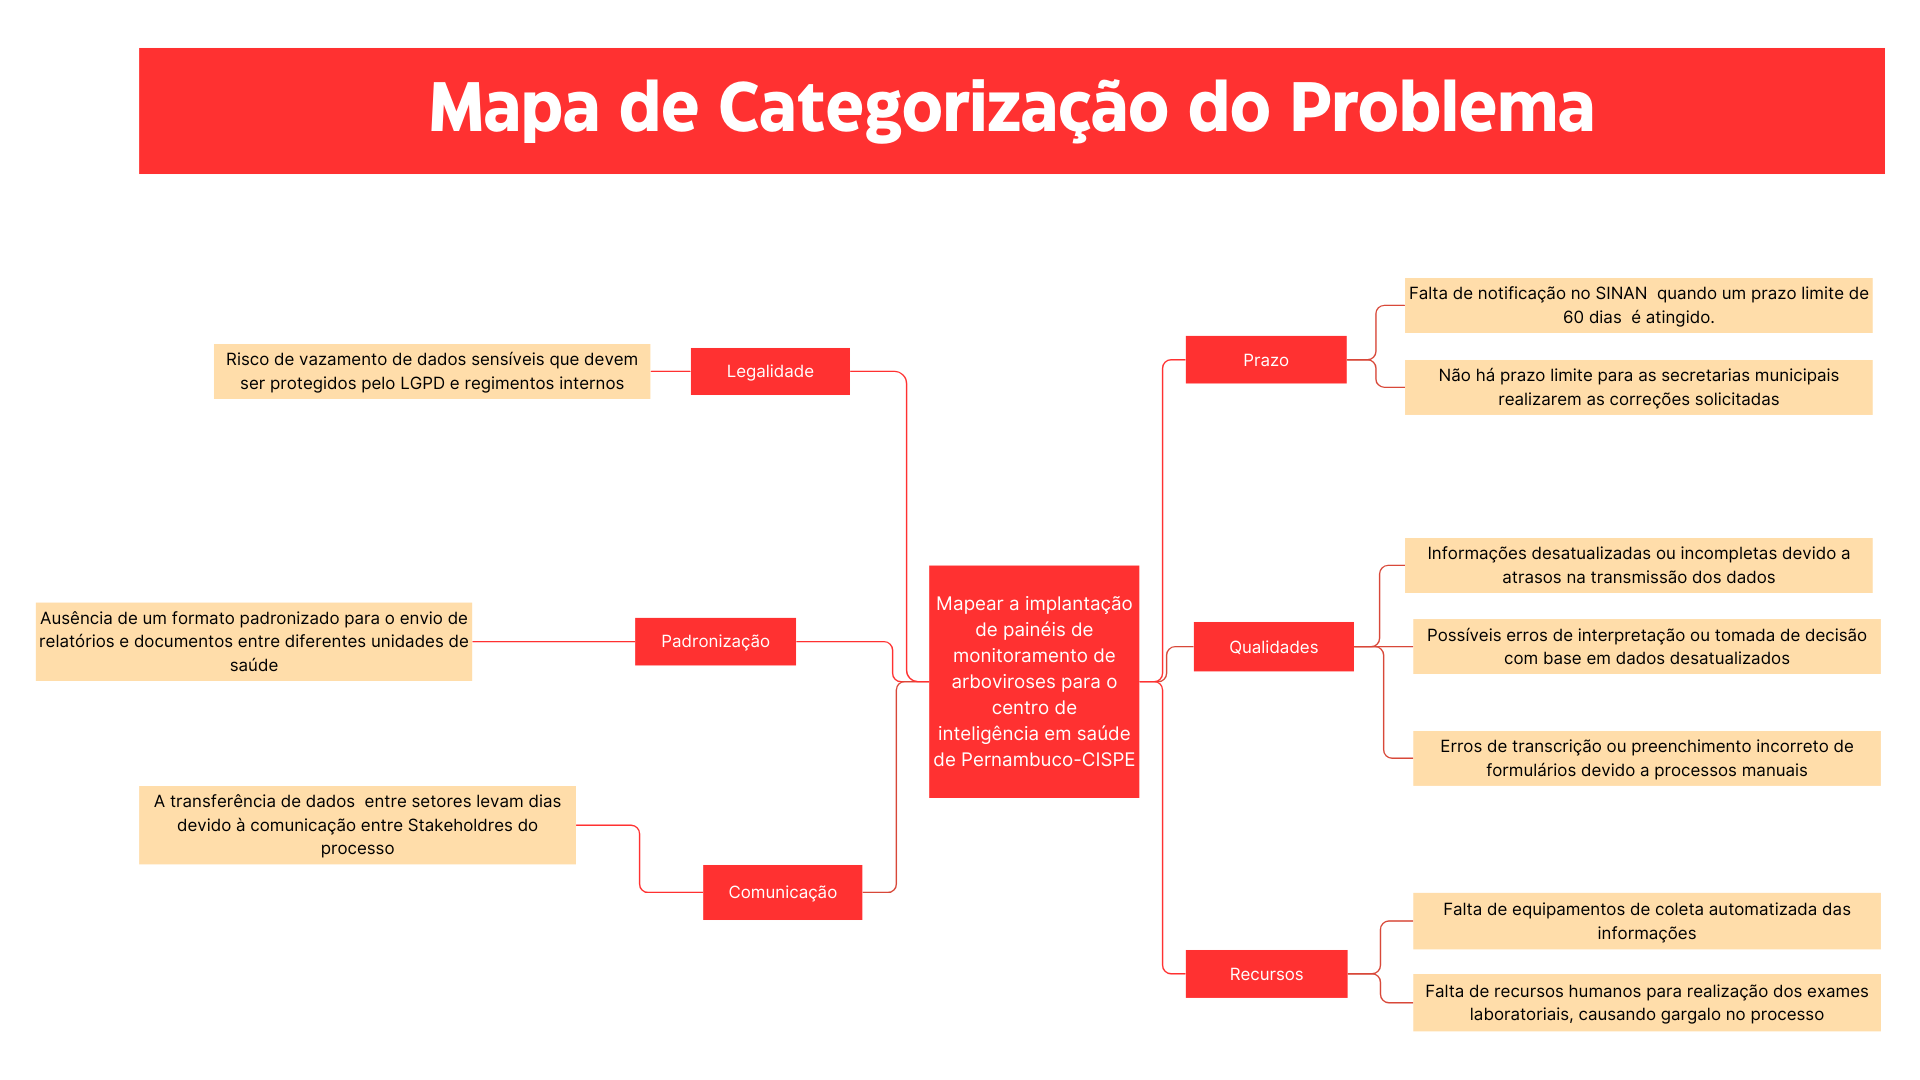 Mapa de Categorização do Problema
Risco de vazamento de dados sensíveis que devem
ser protegidos pelo LGPD e regimentos internos
Legalidade
Ausência de um formato padronizado para o envio de
relatórios e documentos entre diferentes unidades de
saúde
Padronização
A transferência de dados  entre setores levam dias
devido à comunicação entre Stakeholdres do
processo
Comunicação
Mapear a implantação
de painéis de
monitoramento de
arboviroses para o
centro de
inteligência em saúde
de Pernambuco-CISPE
Prazo
Falta de notificação no SINAN  quando um prazo limite de
60 dias  é atingido.
Não há prazo limite para as secretarias municipais
realizarem as correções solicitadas
Qualidades
Informações desatualizadas ou incompletas devido a
atrasos na transmissão dos dados
Possíveis erros de interpretação ou tomada de decisão
com base em dados desatualizados
Erros de transcrição ou preenchimento incorreto de
formulários devido a processos manuais
Recursos
Falta de equipamentos de coleta automatizada das
informações
Falta de recursos humanos para realização dos exames
laboratoriais, causando gargalo no processo